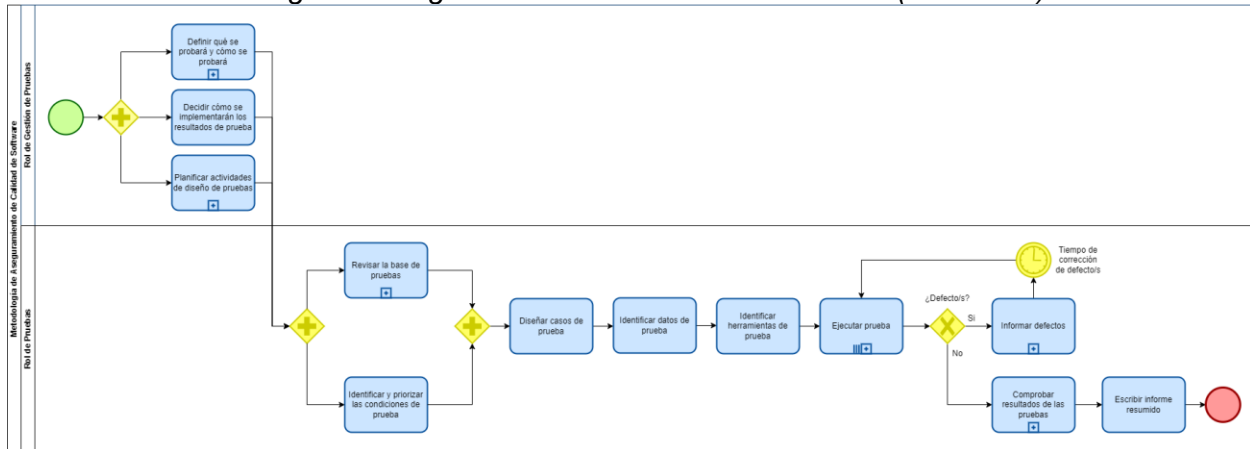 Metodología de Aseguramiento de Calidad de Software
Rol de Gestión de Pruebas
Definir qué se
probará y cómo se
probará
Decidir cómo se
implementarán los
resultados de prueba
Planificar actividades
de diseño de pruebas
Rol de Pruebas
Revisar la base de
pruebas
Identificar y priorizar
las condiciones de
prueba
Diseñar casos de
prueba
Identificar datos de
prueba
Identificar
herramientas de
prueba
Ejecutar prueba
¿Defecto/s?
Si
No
Informar defectos
Tiempo de
corrección
de defecto/s
Comprobar
resultados de las
pruebas
Escribir informe
resumido